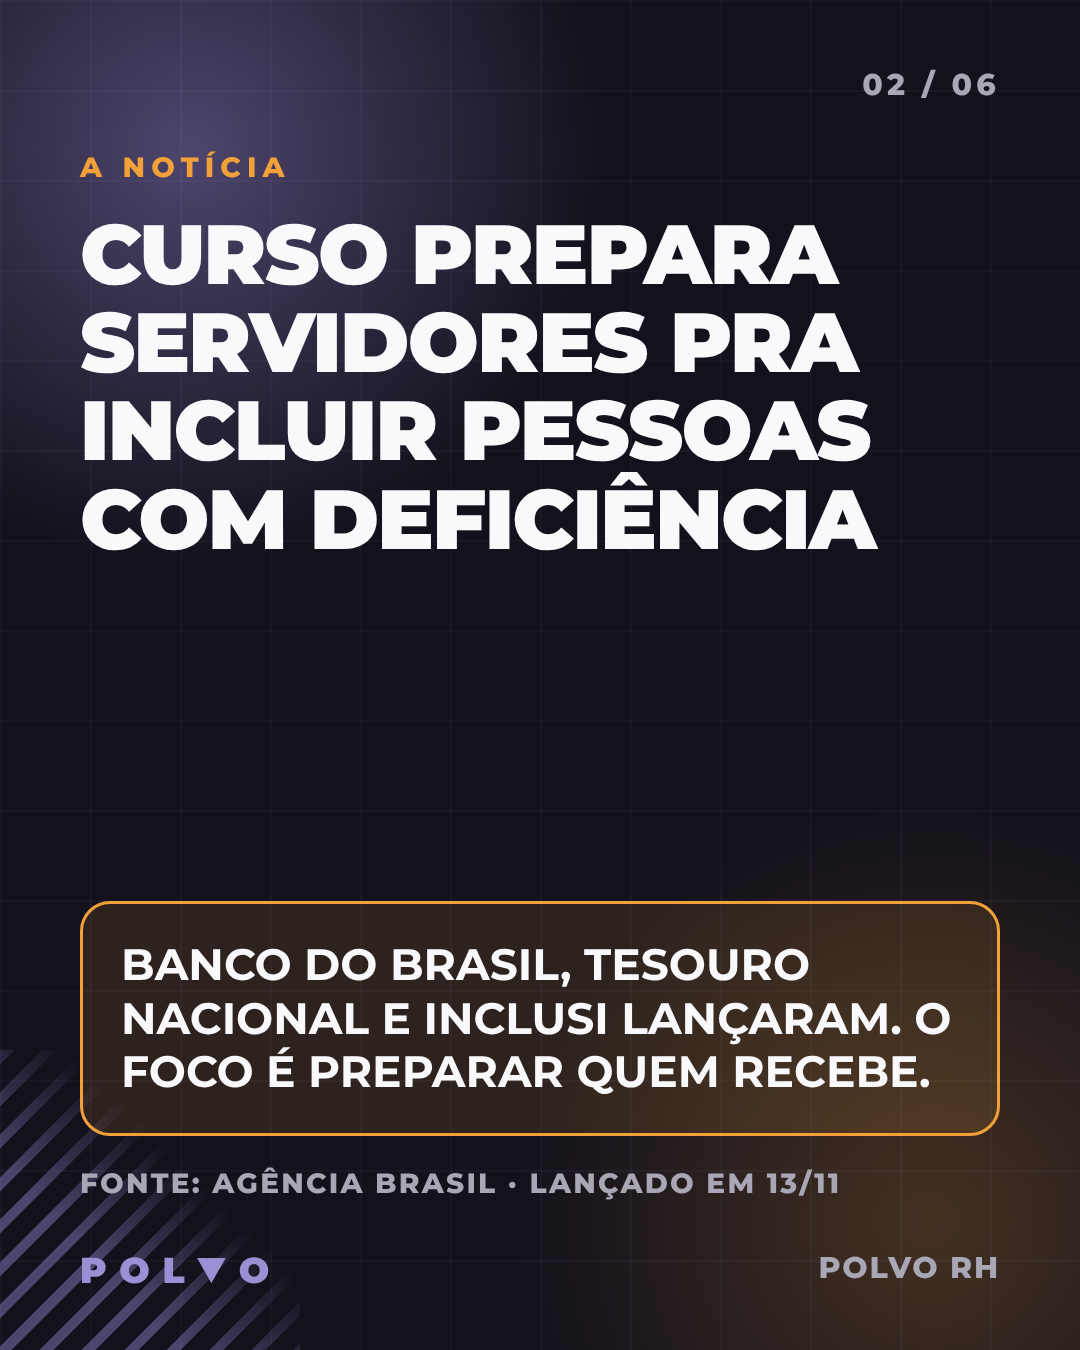 02 / 06
A NOTÍCIA
CURSO PREPARA
SERVIDORES PRA
INCLUIR PESSOAS
COM DEFICIÊNCIA
BANCO DO BRASIL, TESOURO
NACIONAL E INCLUSI LANÇARAM. O
FOCO É PREPARAR QUEM RECEBE.
FONTE: AGÊNCIA BRASIL • LANÇADO EM 13/11
POLVO
POLVO RH